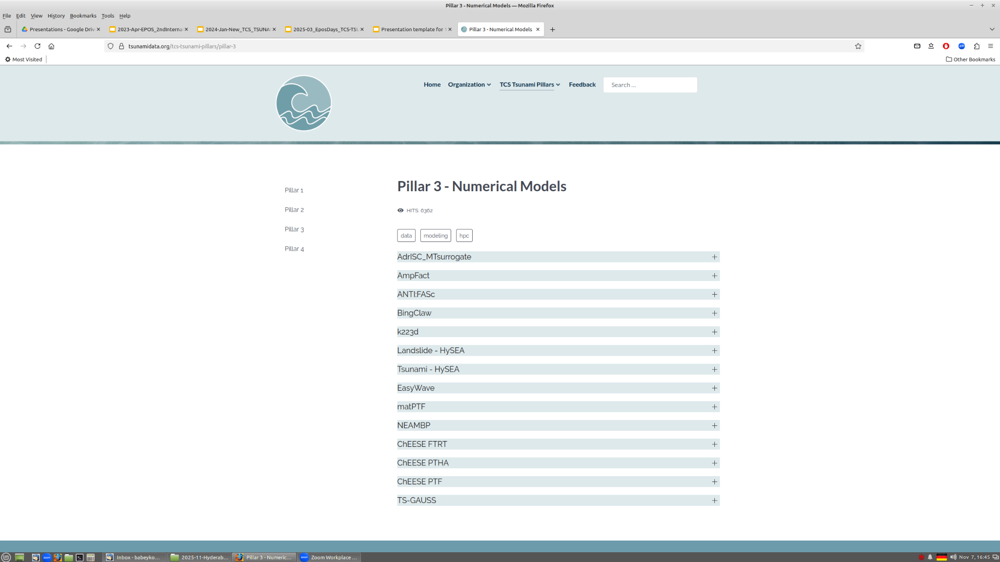 Pillar 3 - Numerical Models — Mozilla Firefox
File Edit View History Bookmarks Tools Help
Presentations - Google Driv
2023-Apr-EPOS_2ndInterna
2024-Jan-New_TCS_TSUNA
2025-03_EposDays_TCS-TSU
Presentation template for T
Pillar 3 - Numerical Models
tsunamidata.org/tcs-tsunami-pillars/pillar-3
zm
Most Visited
Other Bookmarks
Home Organization TCS Tsunami Pillars Feedback Search ...
Pillar 1
Pillar 2
Pillar 3
Pillar 4
Pillar 3 - Numerical Models
HITS: 6362
data modeling hpc
AdrISC_MTsurrogate
AmpFact
ANTI:FASc
BingClaw
k223d
Landslide - HySEA
Tsunami - HySEA
EasyWave
matPTF
NEAMBP
ChEESE FTRT
ChEESE PTHA
ChEESE PTF
TS-GAUSS
zoom
Inbox - babeyko...
2025-11-Hyderab...
Pillar 3 - Numeric...
zoom
Zoom Workplace ...
Nov 7, 16:45